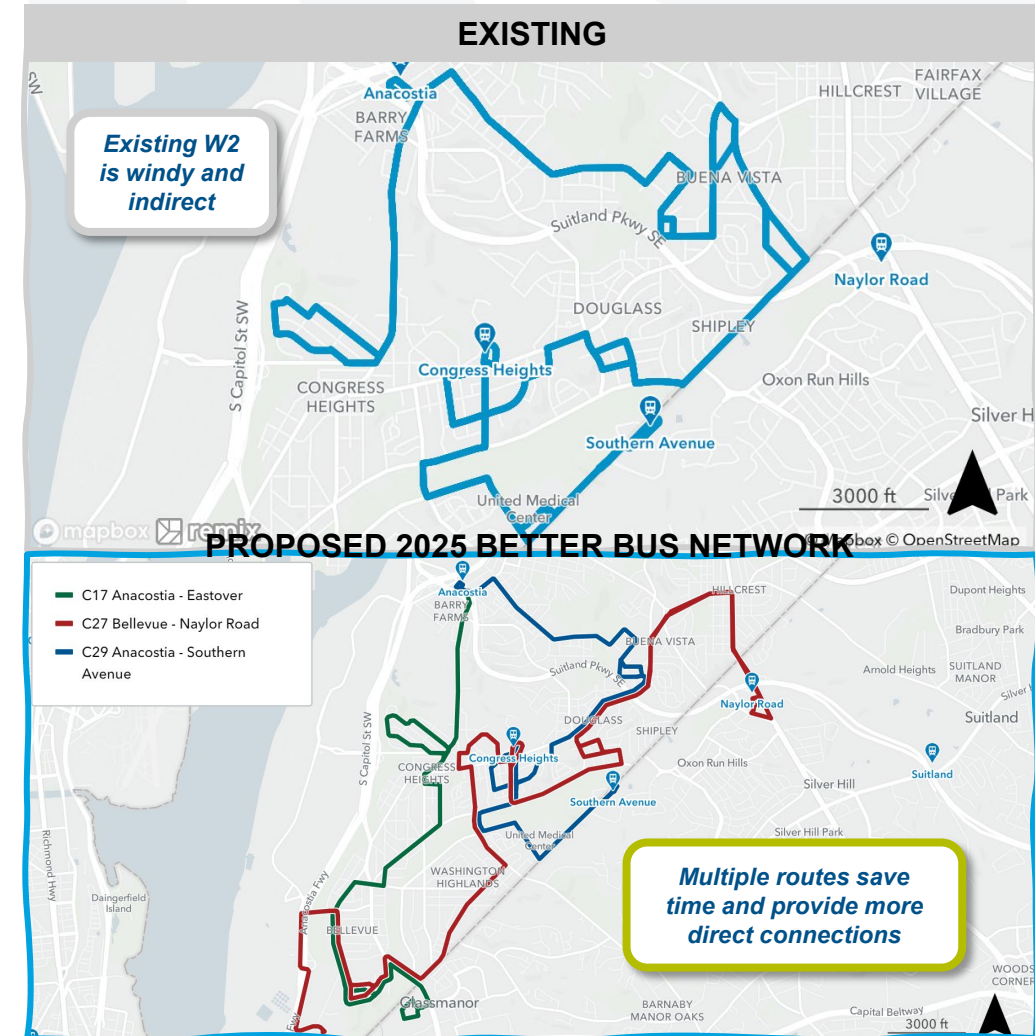 EXISTING
SW
Anacostia
BARRY
FARMS
HILLCREST
FAIRFAX
VILLAGE
Existing W2
is windy and
indirect
BUENA VISTA
Suitland Pkwy SE
Naylor Road
DOUGLASS
SHIPLEY
S Capitol St SW
Congress Heights
CONGRESS
HEIGHTS
Oxon Run Hills
Silver H
Southern Avenue
United Medical
Center
3000 ft
Park
mapbox
remix
© OpenStreetMap
PROPOSED 2025 BETTER BUS NETWORK
C17 Anacostia - Eastover
C27 Bellevue - Naylor Road
C29 Anacostia - Southern
Avenue
Anacostia
BARRY
FARMS
HILLCREST
Dupont Heights
Bradbury Park
BUENA VISTA
Suitland Pkwy SE
Arnold Heights
SUITLAND
MANOR
Silver
Naylor Road
Suitland
S Capitol St SW
DOUGLASS
SHIPLEY
Congress Heights
CONGRESS
HEIGHTS
Oxon Run Hills
Suitland
Silver Hill
Southern Avenue
United Medical
Center
Silver Hill Park
Richmond Hwy
WASHINGTON
HIGHLANDS
Daingerfield
Island
Anacostia Fwy
BELLEVUE
Multiple routes save
time and provide more
direct connections
WOODS
CORNER
Glassmanor
BARNABY
MANOR OAKS
Capital Beltway
Fwy
3000 ft